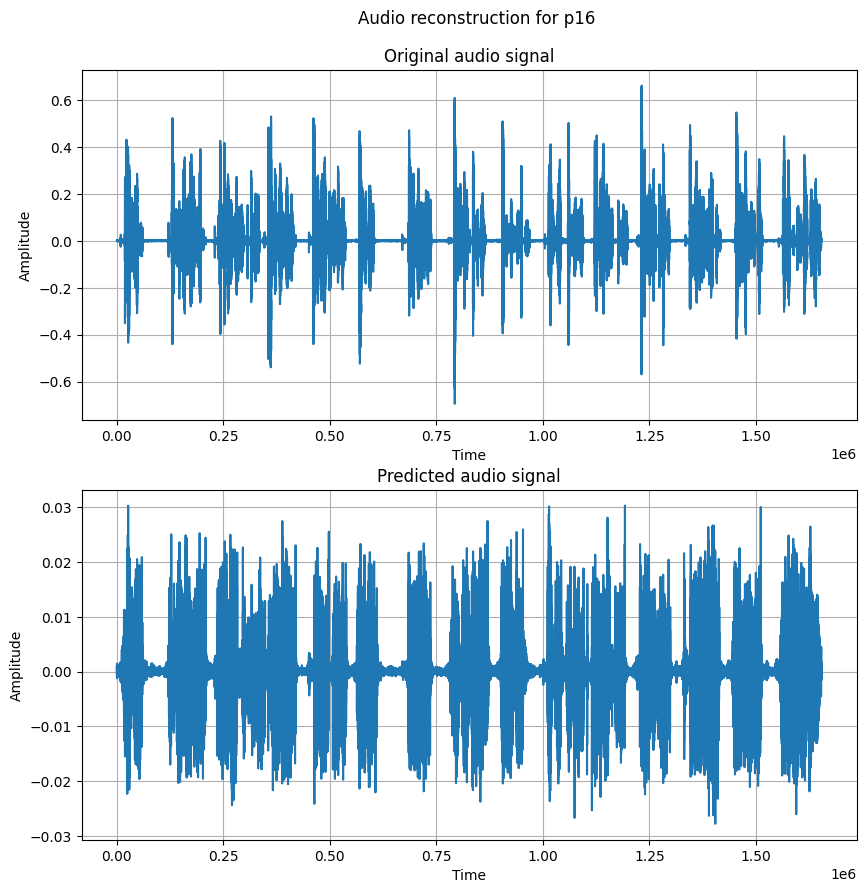 Audio reconstruction for p16
Original audio signal
0.6
0.4
0.2
0.0
−0.2
−0.4
−0.6
Amplitude
0.00 0.25 0.50 0.75 1.00 1.25 1.50
Time
1e6
Predicted audio signal
0.03
0.02
0.01
0.00
−0.01
−0.02
−0.03
Amplitude
0.00 0.25 0.50 0.75 1.00 1.25 1.50
Time
1e6